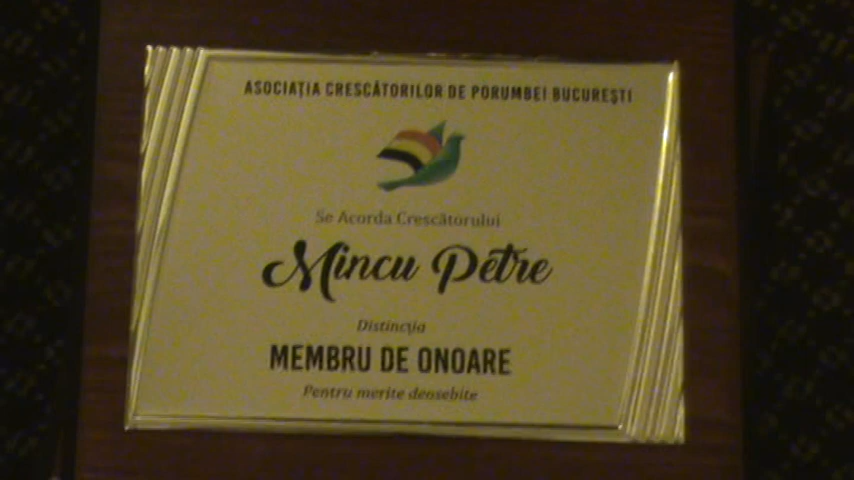 ASOCIAȚIA CRESCĂTORILOR DE PORUMBEI BUCUREȘTI
Se Acorda Crescătorului
Mincu Petre
Distincția
MEMBRU DE ONOARE
Pentru merite deosebite